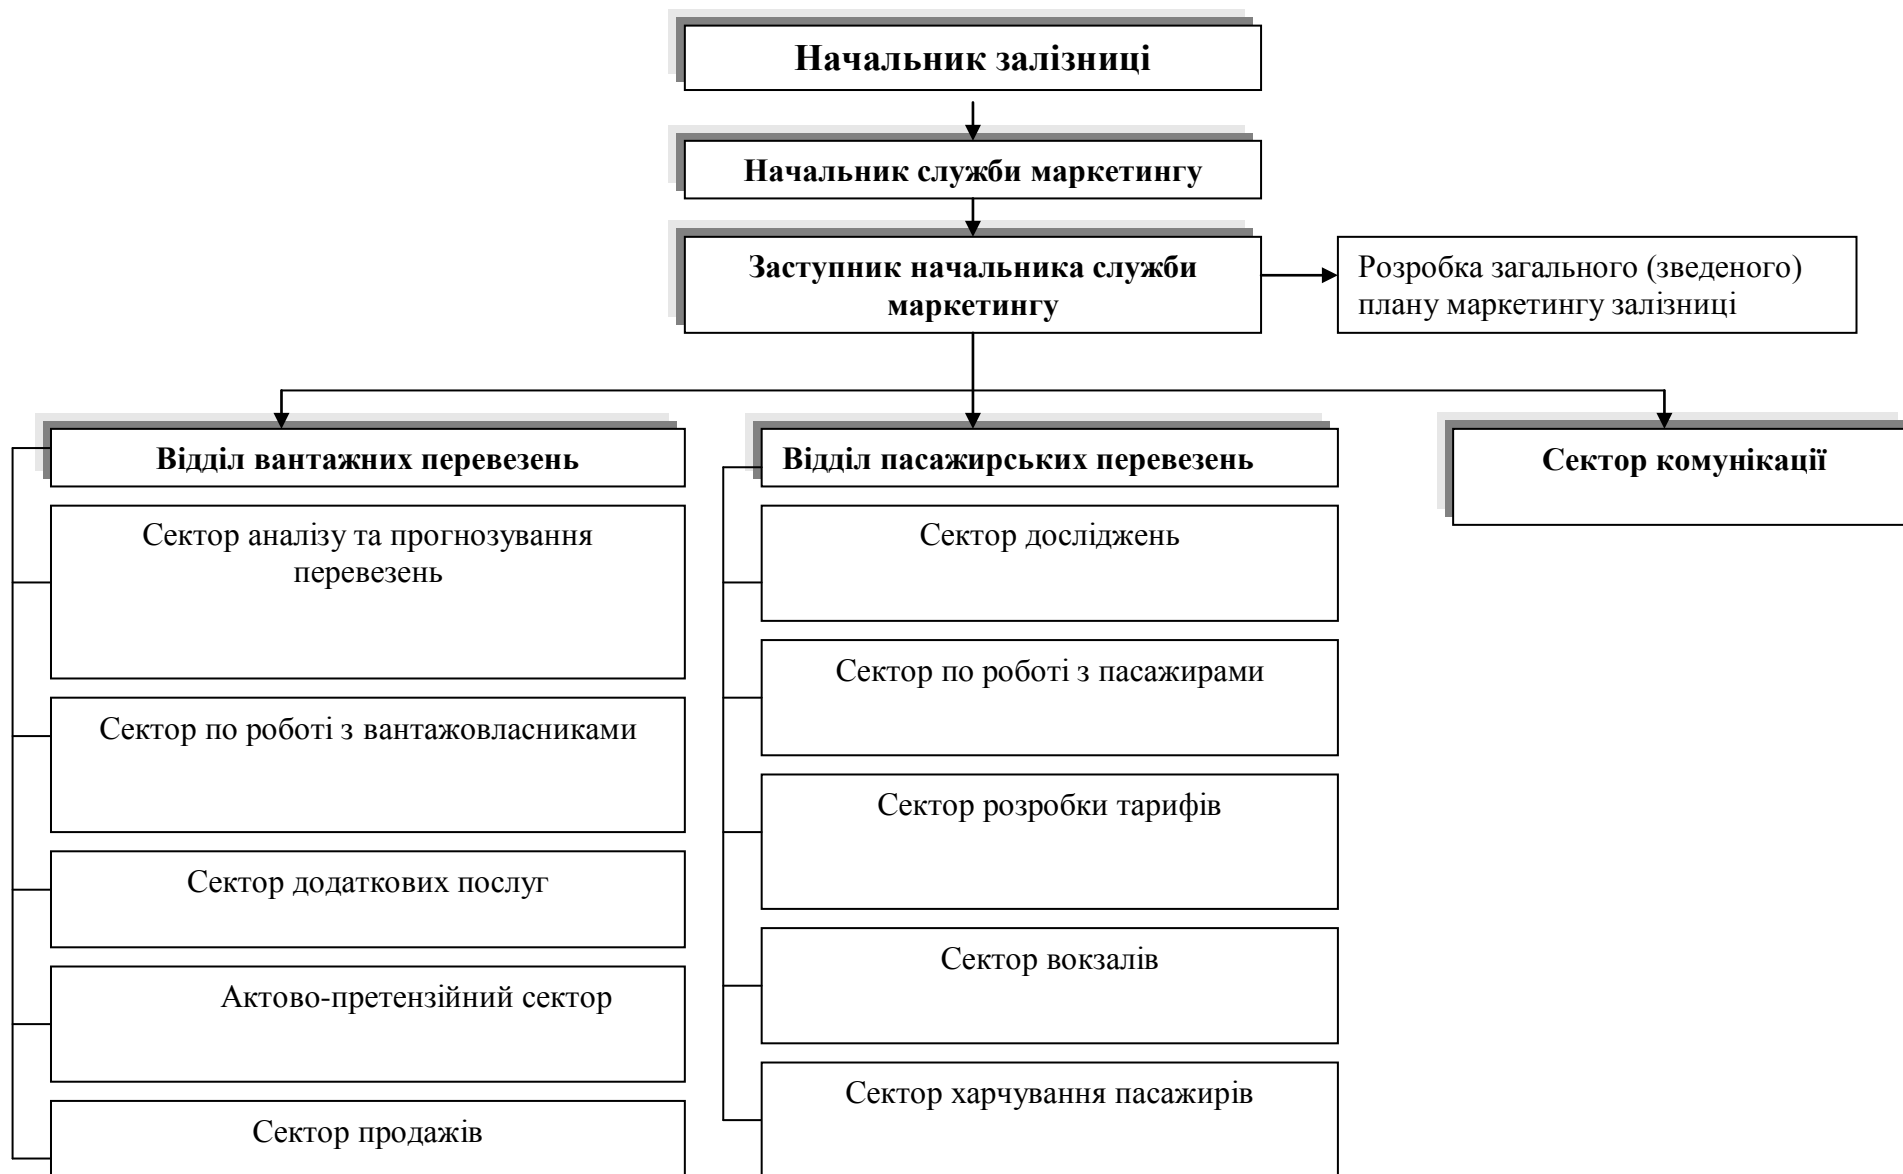 Начальник залізниці
Начальник служби маркетингу
Заступник начальника служби
маркетингу
Розробка загального (зведеного)
плану маркетингу залізниці
Відділ вантажних перевезень
Сектор аналізу та прогнозування
перевезень
Сектор по роботі з вантажовласниками
Сектор додаткових послуг
Актово-претензійний сектор
Сектор продажів
Відділ пасажирських перевезень
Сектор досліджень
Сектор по роботі з пасажирами
Сектор розробки тарифів
Сектор вокзалів
Сектор харчування пасажирів
Сектор комунікації